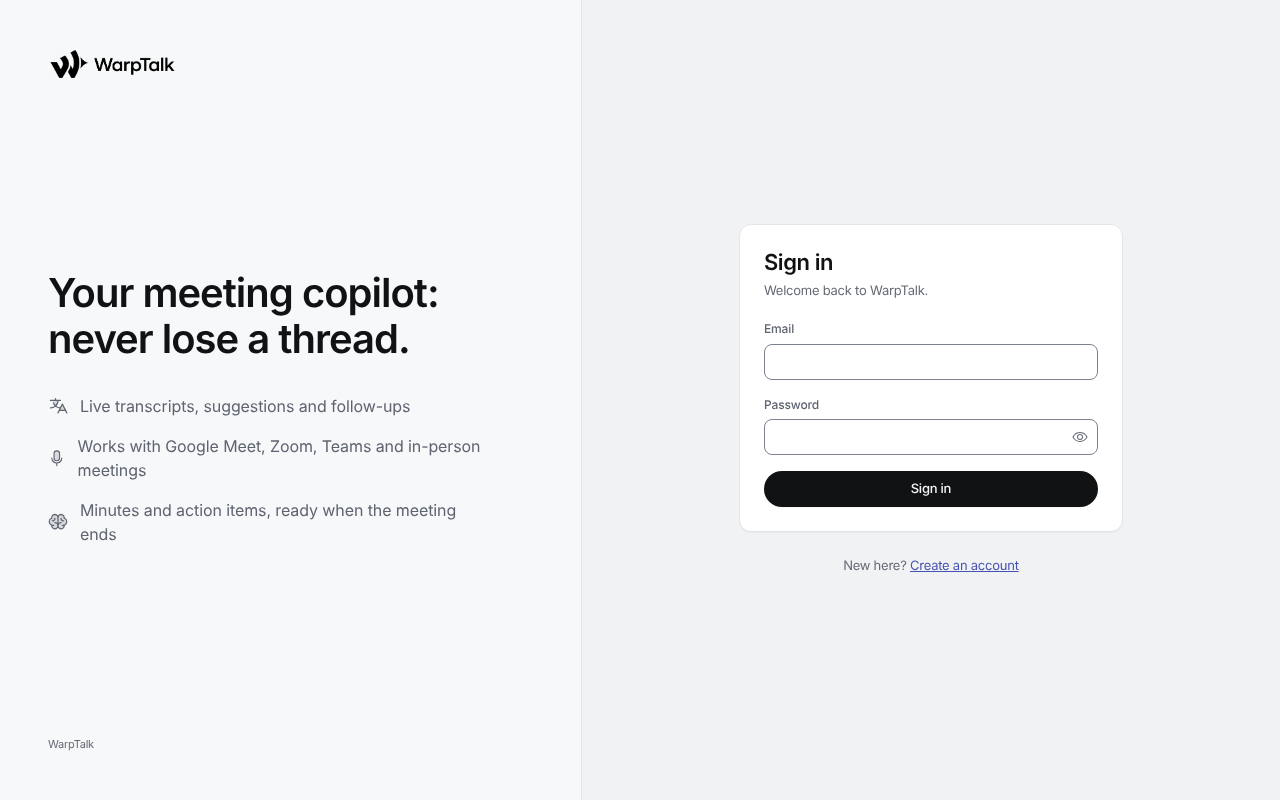 WarpTalk
Your meeting copilot:
never lose a thread.
Live transcripts, suggestions and follow-ups
Works with Google Meet, Zoom, Teams and in-person
meetings
Minutes and action items, ready when the meeting
ends
WarpTalk
Sign in
Welcome back to WarpTalk.
Email
Password
Sign in
New here? Create an account